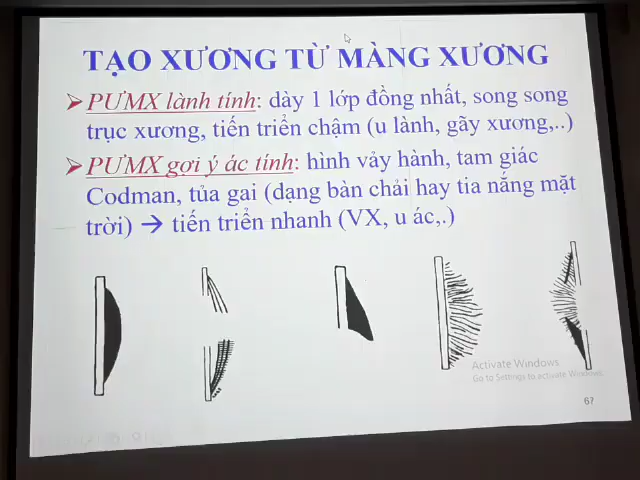 TẠO XƯƠNG TỪ MÀNG XƯƠNG
PƯMX lành tính: dày 1 lớp đồng nhất, song song
trục xương, tiến triển chậm (u lành, gãy xương,..)
PƯMX gợi ý ác tính: hình vảy hành, tam giác
Codman, tủa gai (dạng bàn chải hay tia nắng mặt
trời) → tiến triển nhanh (VX, u ác,.)
Activate Windows
Go to Settings to activate Windows.
67